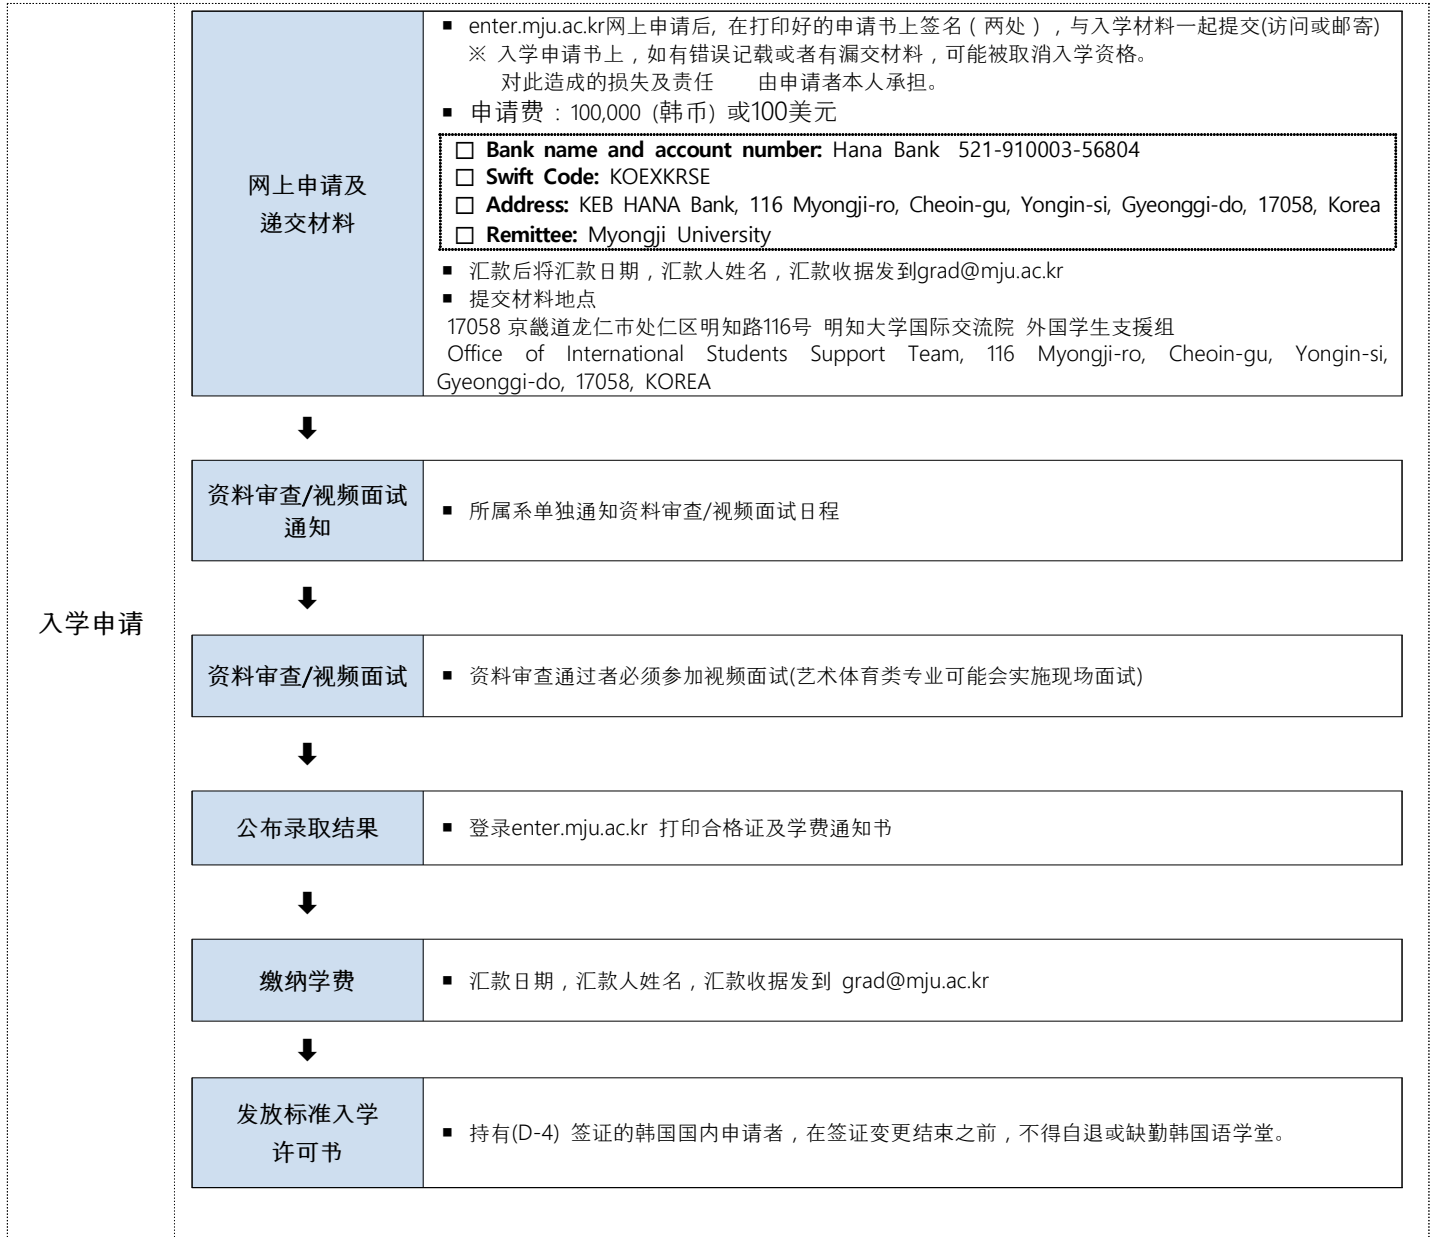 入学申请
网上申请及
递交材料
▪ enter.mju.ac.kr网上申请后, 在打印好的申请书上签名（两处），与入学材料一起提交(访问或邮寄)
※ 入学申请书上，如有错误记载或者有漏交材料，可能被取消入学资格。
对此造成的损失及责任 由申请者本人承担。
▪ 申请费：100,000 (韩币) 或100美元
□ Bank name and account number: Hana Bank 521-910003-56804
□ Swift Code: KOEXKRSE
□ Address: KEB HANA Bank, 116 Myongji-ro, Cheoin-gu, Yongin-si, Gyeonggi-do, 17058, Korea
□ Remittee: Myongji University
▪ 汇款后将汇款日期，汇款人姓名，汇款收据发到grad@mju.ac.kr
▪ 提交材料地点
17058 京畿道龙仁市处仁区明知路116号 明知大学国际交流院 外国学生支援组
Office of International Students Support Team, 116 Myongji-ro, Cheoin-gu, Yongin-si,
Gyeonggi-do, 17058, KOREA
⬇
资料审查/视频面试
通知
▪ 所属系单独通知资料审查/视频面试日程
⬇
资料审查/视频面试
▪ 资料审查通过者必须参加视频面试(艺术体育类专业可能会实施现场面试)
⬇
公布录取结果
▪ 登录enter.mju.ac.kr 打印合格证及学费通知书
⬇
缴纳学费
▪ 汇款日期，汇款人姓名，汇款收据发到 grad@mju.ac.kr
⬇
发放标准入学
许可书
▪ 持有(D-4) 签证的韩国国内申请者，在签证变更结束之前，不得自退或缺勤韩国语学堂。